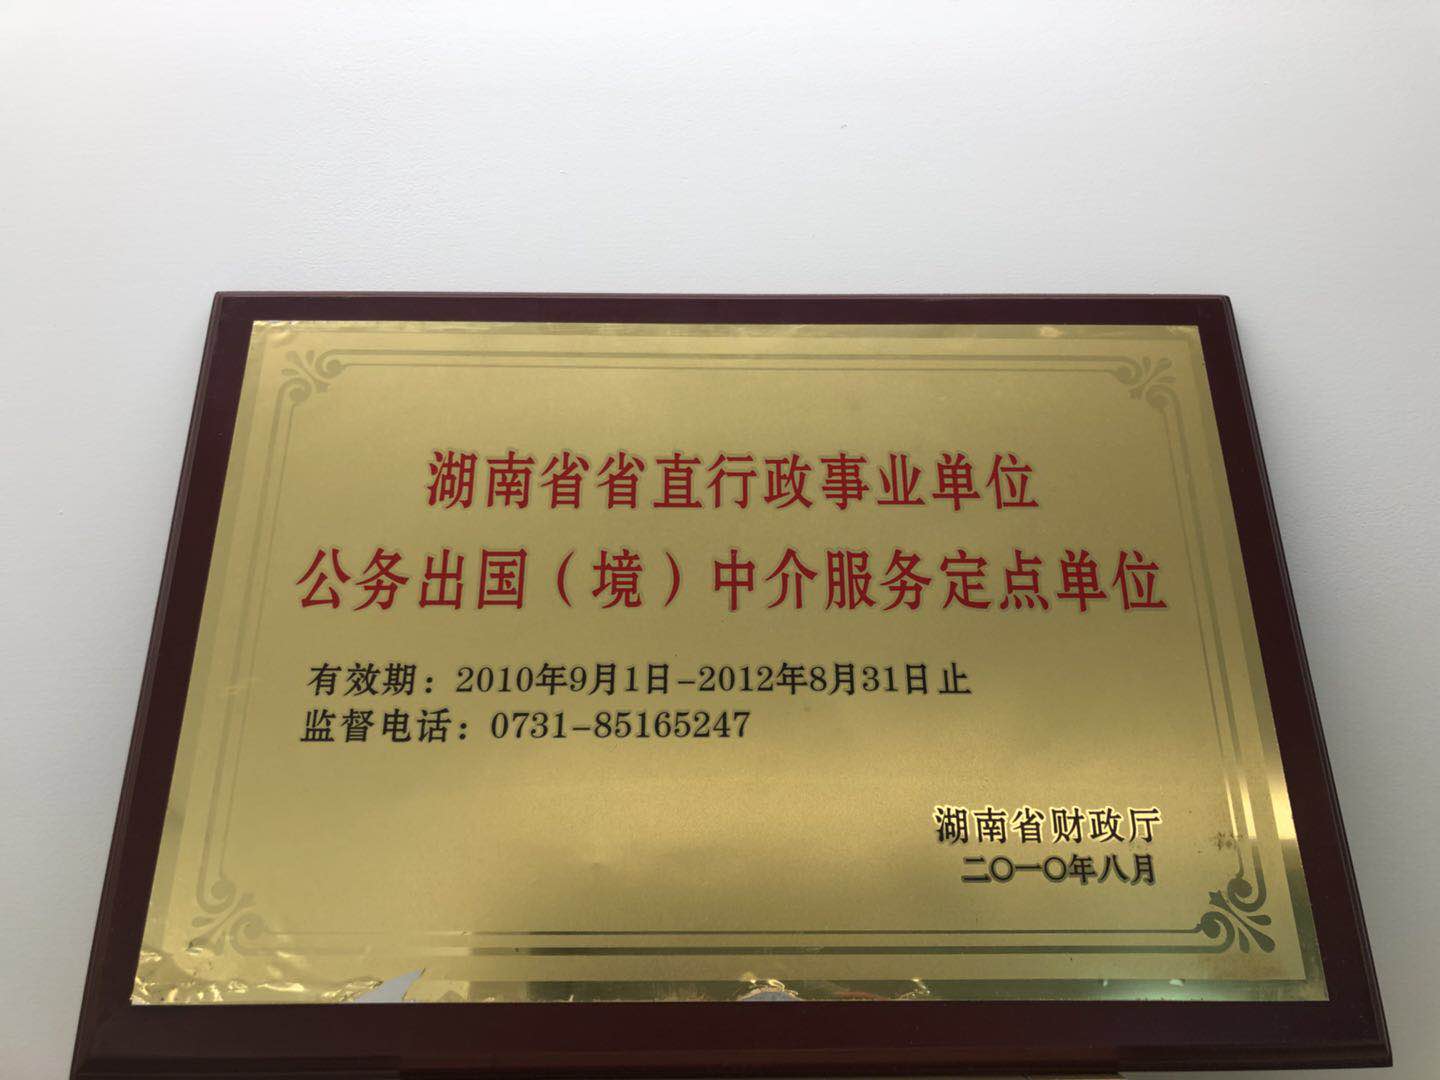 湖南省省直行政事业单位
公务出国（境）中介服务定点单位
有效期：2010年9月1日-2012年8月31日止
监督电话：0731-85165247
湖南省财政厅
二〇一〇年八月